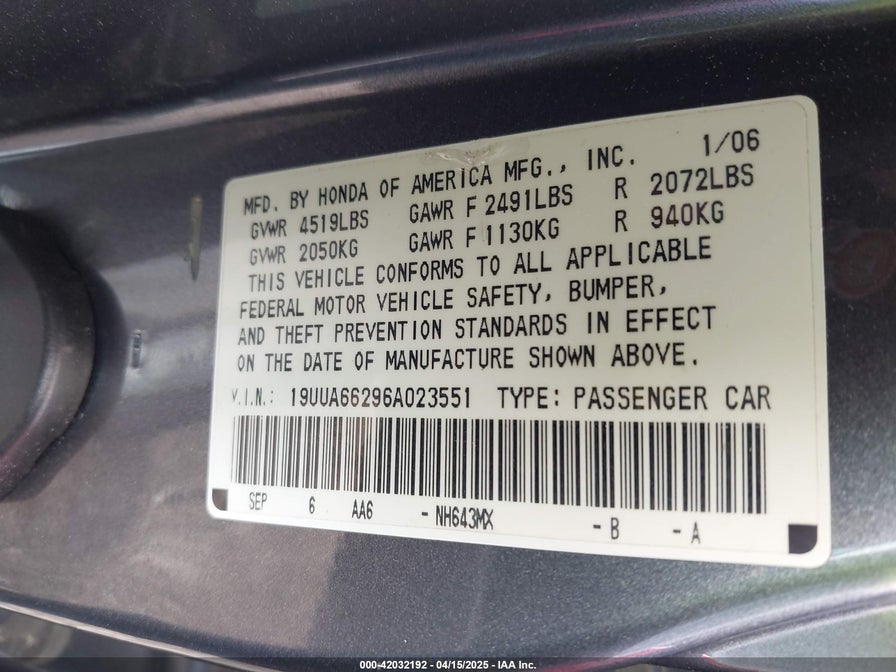 MFD. BY HONDA OF AMERICA MFG., INC. 1/06
GVWR 4519LBS GAWR F 2491LBS R 2072LBS
GVWR 2050KG GAWR F 1130KG R 940KG
THIS VEHICLE CONFORMS TO ALL APPLICABLE
FEDERAL MOTOR VEHICLE SAFETY, BUMPER,
AND THEFT PREVENTION STANDARDS IN EFFECT
ON THE DATE OF MANUFACTURE SHOWN ABOVE.
V.I.N.: 19UUA66296A023551 TYPE: PASSENGER CAR
SEP 6 AA6 -NH643MX -B -A
000-42032192 - 04/15/2025 - IAA Inc.